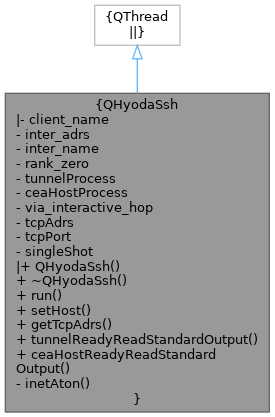 {QThread
||}
{QHyodaSsh
|- client_name
- inter_adrs
- inter_name
- rank_zero
- tunnelProcess
- ceaHostProcess
- via_interactive_hop
- tcpAdrs
- tcpPort
- singleShot
|+ QHyodaSsh()
+ ~QHyodaSsh()
+ run()
+ setHost()
+ getTcpAdrs()
+ tunnelReadyReadStandardOutput()
+ ceaHostReadyReadStandard
Output()
- inetAton()
}